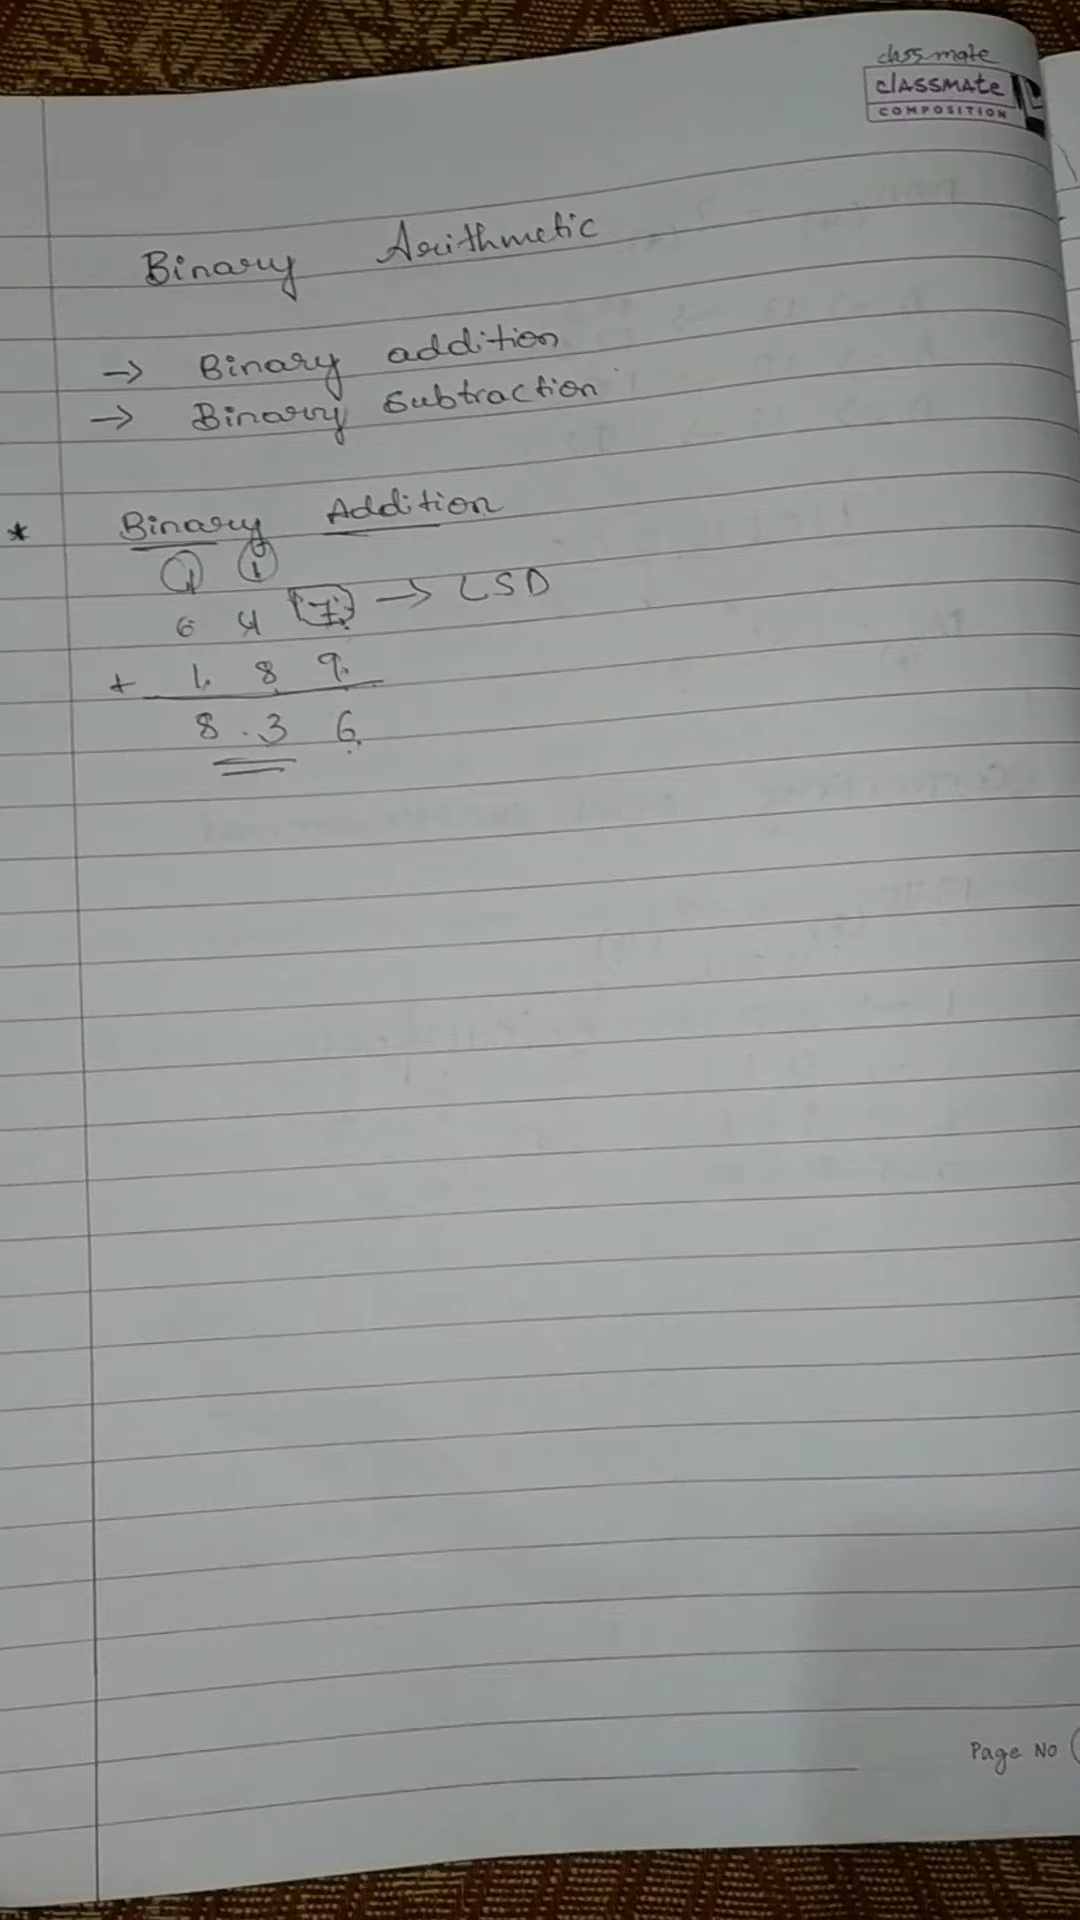 classmate
classmate
COMPOSITION
Binary Arithmetic
→ Binary addition
→ Binary subtraction
* Binary Addition
1 1
6 4 7 → LSD
+ 1 8 9
8 3 6
Page No